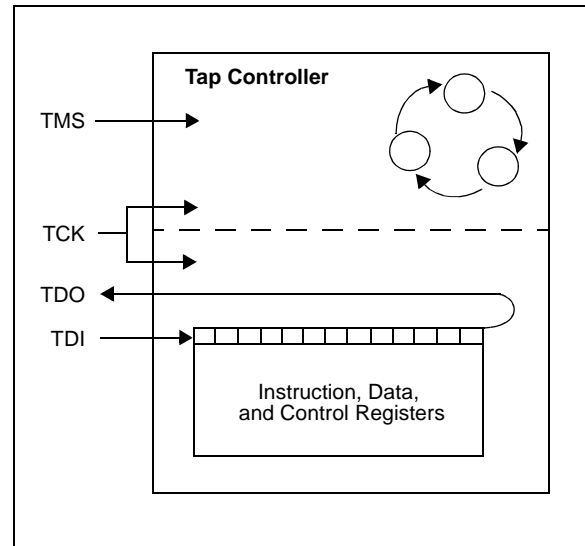 Tap Controller
TMS
TCK
TDO
TDI
Instruction, Data,
and Control Registers